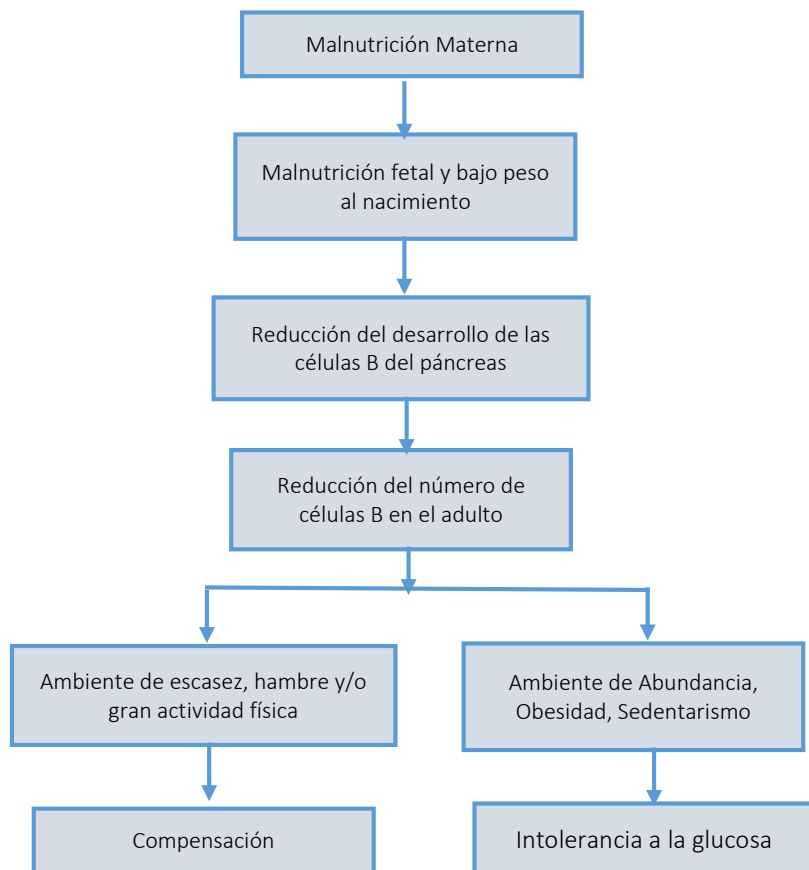 Malnutrición Materna
Malnutrición fetal y bajo peso
al nacimiento
Reducción del desarrollo de las
células B del páncreas
Reducción del número de
células B en el adulto
Ambiente de escasez, hambre y/o
gran actividad física
Ambiente de Abundancia,
Obesidad, Sedentarismo
Compensación
Intolerancia a la glucosa